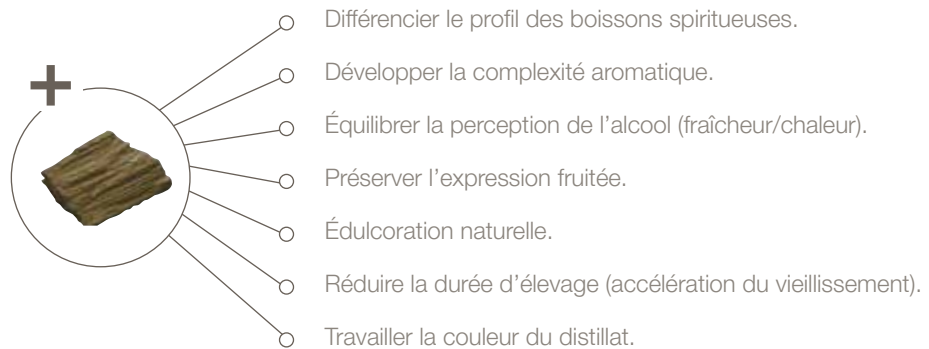 Différencier le profil des boissons spiritueuses.
Développer la complexité aromatique.
Équilibrer la perception de l'alcool (fraîcheur/chaleur).
Préserver l'expression fruitée.
Édulcoration naturelle.
Réduire la durée d'élevage (accélération du vieillissement).
Travailler la couleur du distillat.